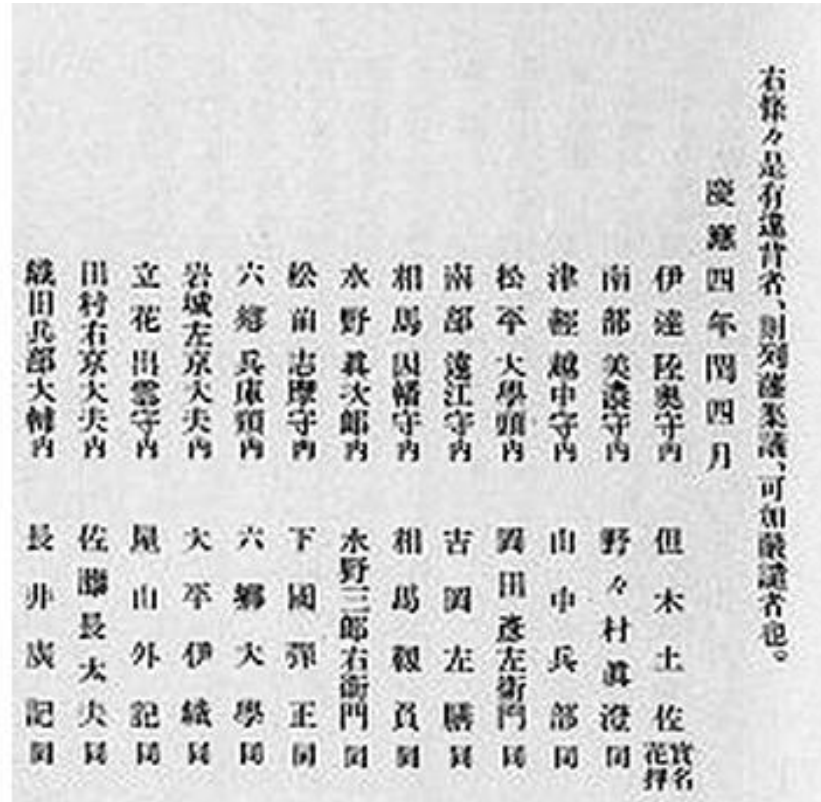 右條々是有違背者、則列藩衆議、可加嚴譴者也。
慶應四年閏四月
伊達陸奥守内 但木土佐 實名花押
南部美濃守内 野々村眞澄 同
津輕越中守内 山中兵部 同
松平大學頭内 岡田彦左衛門 同
南部遠江守内 吉岡左膳 同
相馬因幡守内 相馬靱負 同
水野眞次郎内 水野三郎右衛門 同
松前志摩守内 下國彈正 同
六郷兵庫頭内 六郷大學 同
岩城左京大夫内 大平伊織 同
立花出雲守内 屋山外記 同
田村右京大夫内 佐藤長太夫 同
織田兵部大輔内 長井廣記 同